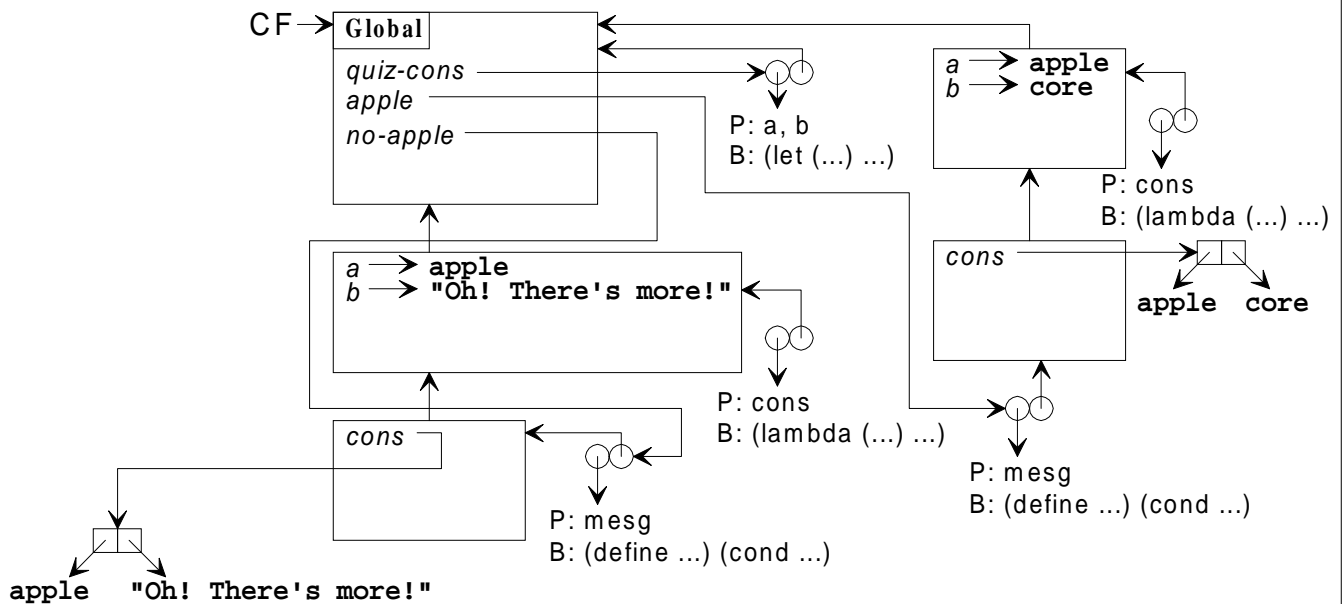 CF
Global
quiz-cons
apple
no-apple
P: a, b
B: (let (...) ...)
a apple
b core
P: cons
B: (lambda (...) ...)
cons
apple core
a apple
b "Oh! There's more!"
P: cons
B: (lambda (...) ...)
P: mesg
B: (define ...) (cond ...)
cons
P: mesg
B: (define ...) (cond ...)
apple "Oh! There's more!"